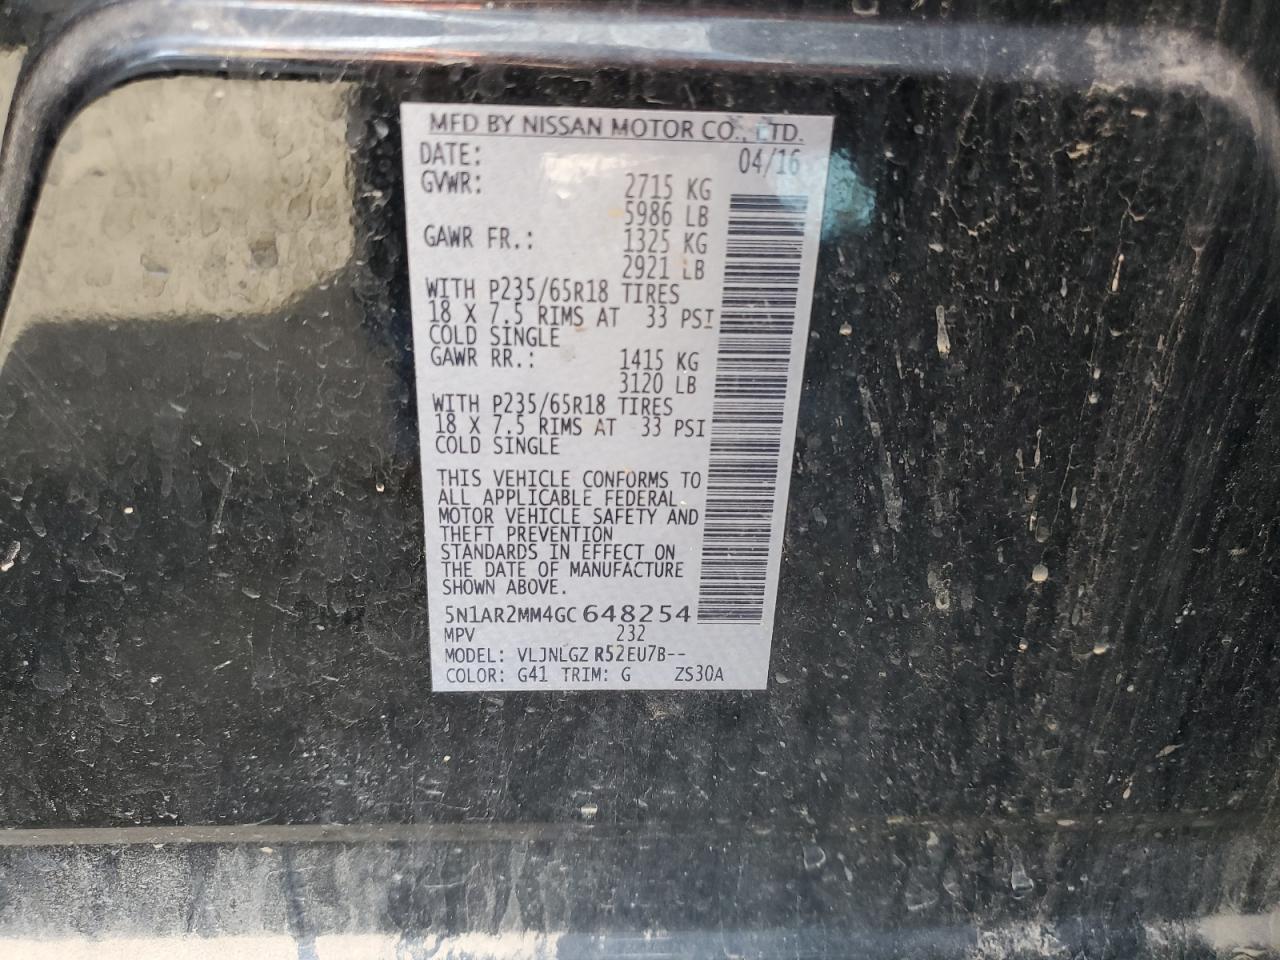 MFD BY NISSAN MOTOR CO., LTD.
DATE: 04/16
GVWR: 2715 KG
5986 LB
GAWR FR.: 1325 KG
2921 LB
WITH P235/65R18 TIRES
18 X 7.5 RIMS AT 33 PSI
COLD SINGLE
GAWR RR.: 1415 KG
3120 LB
WITH P235/65R18 TIRES
18 X 7.5 RIMS AT 33 PSI
COLD SINGLE
THIS VEHICLE CONFORMS TO
ALL APPLICABLE FEDERAL
MOTOR VEHICLE SAFETY AND
THEFT PREVENTION
STANDARDS IN EFFECT ON
THE DATE OF MANUFACTURE
SHOWN ABOVE.
5N1AR2MM4GC648254
MPV 232
MODEL: VLJNLGZ R52EU7B--
COLOR: G41 TRIM: G ZS30A